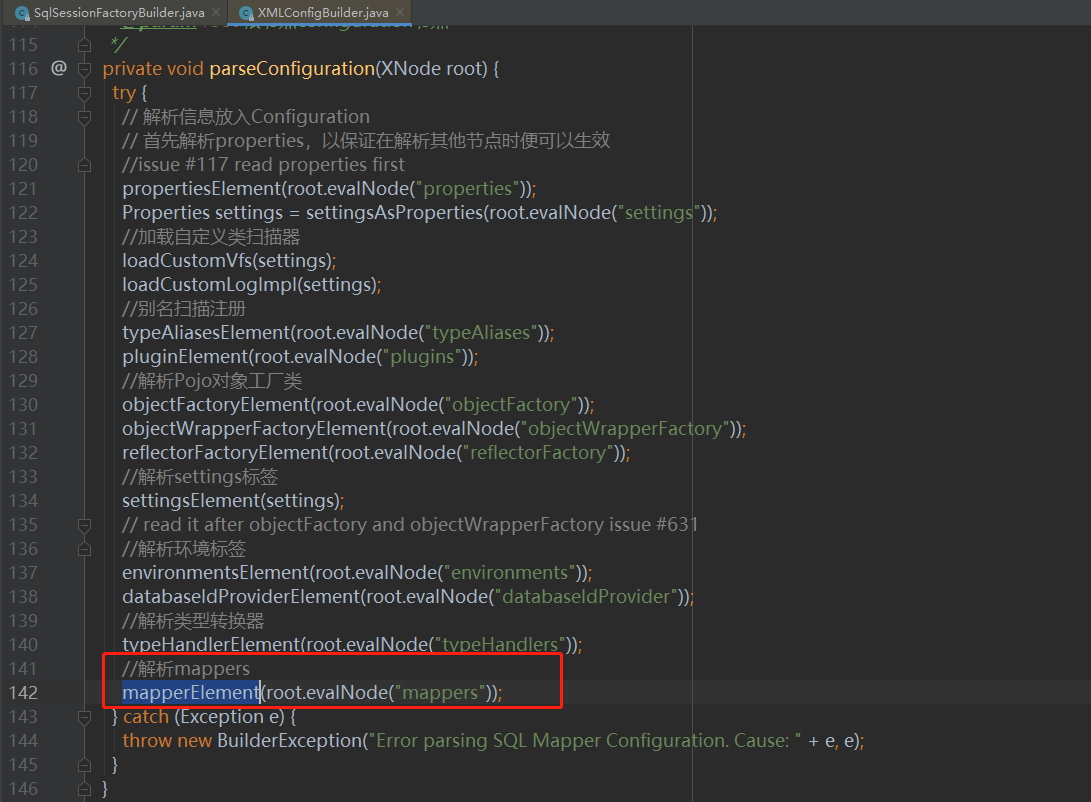 SqlSessionFactoryBuilder.java × XMLConfigBuilder.java ×
115 */
116 @ private void parseConfiguration(XNode root) {
117 try {
118 // 解析信息放入Configuration
119 // 首先解析properties，以保证在解析其他节点时便可以生效
120 //issue #117 read properties first
121 propertiesElement(root.evalNode("properties"));
122 Properties settings = settingsAsProperties(root.evalNode("settings"));
123 //加载自定义类扫描器
124 loadCustomVfs(settings);
125 loadCustomLogImpl(settings);
126 //别名扫描注册
127 typeAliasesElement(root.evalNode("typeAliases"));
128 pluginElement(root.evalNode("plugins"));
129 //解析Pojo对象工厂类
130 objectFactoryElement(root.evalNode("objectFactory"));
131 objectWrapperFactoryElement(root.evalNode("objectWrapperFactory"));
132 reflectorFactoryElement(root.evalNode("reflectorFactory"));
133 //解析settings标签
134 settingsElement(settings);
135 // read it after objectFactory and objectWrapperFactory issue #631
136 //解析环境标签
137 environmentsElement(root.evalNode("environments"));
138 databaseIdProviderElement(root.evalNode("databaseIdProvider"));
139 //解析类型转换器
140 typeHandlerElement(root.evalNode("typeHandlers"));
141 //解析mappers
142 mapperElement(root.evalNode("mappers"));
143 } catch (Exception e) {
144 throw new BuilderException("Error parsing SQL Mapper Configuration. Cause: " + e, e);
145 }
146 }